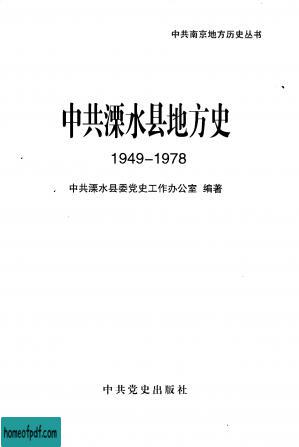 中共南京地方历史丛书
中共溧水县地方史
1949-1978
中共溧水县委党史工作办公室 编著
中共党史出版社
homeofpdf.com